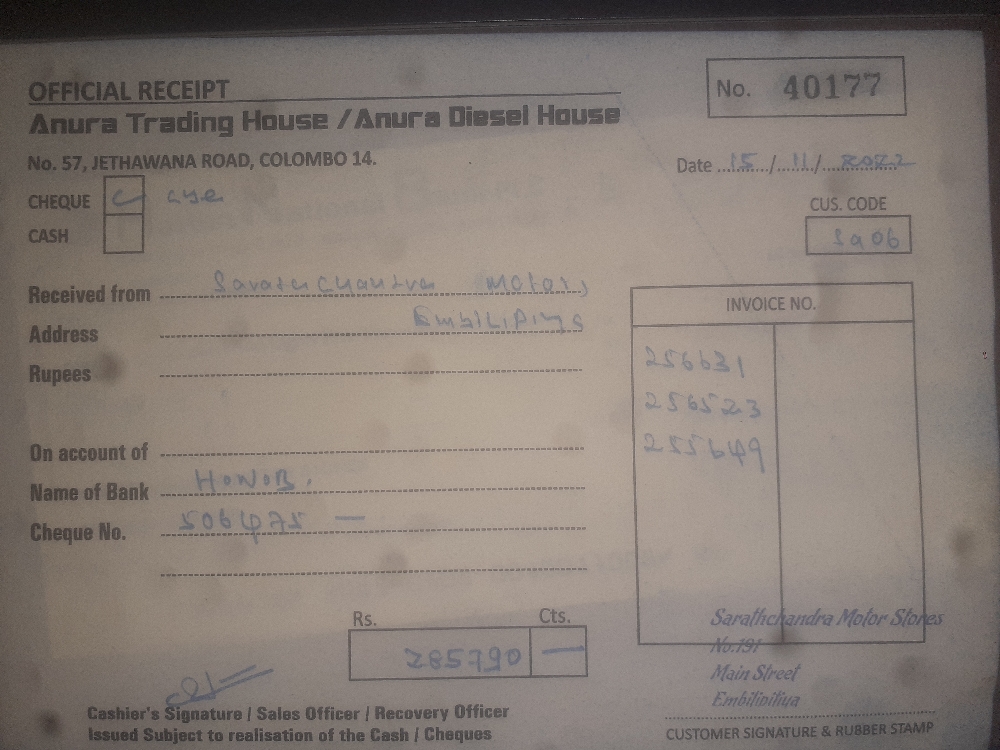 OFFICIAL RECEIPT
No. 40177
Anura Trading House / Anura Diesel House
No. 57, JETHAWANA ROAD, COLOMBO 14.
Date 15/11/2022
CHEQUE
CUS. CODE
CASH
Sa06
Received from Saratchandra Motors
INVOICE NO.
Address Embilipitiya
Rupees
256631
256523
255649
On account of
Name of Bank
Cheque No. 506475 —
Rs. Cts.
285790 —
Sarathchandra Motor Stores
No.191
Main Street
Embilipitiya
Cashier's Signature / Sales Officer / Recovery Officer
Issued Subject to realisation of the Cash / Cheques
CUSTOMER SIGNATURE & RUBBER STAMP